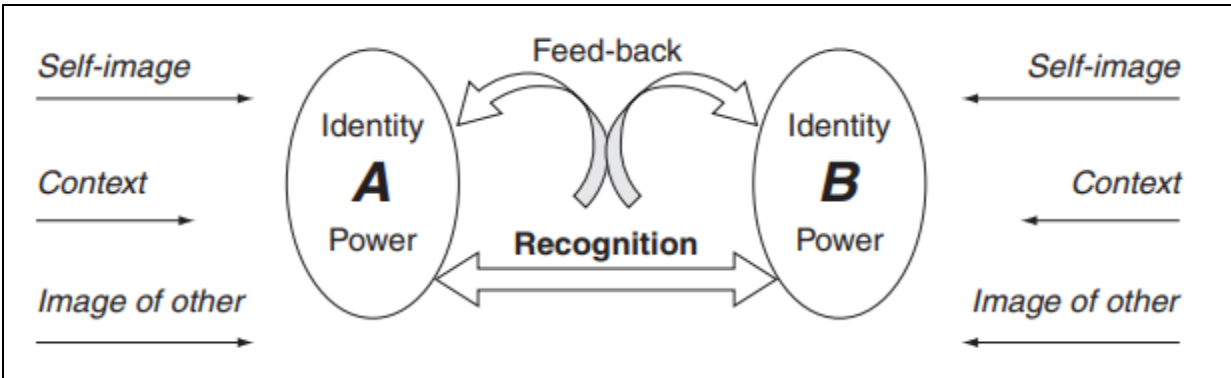 Feed-back
Self-image
Self-image
Identity
Identity
A
B
Context
Context
Power
Recognition
Power
Image of other
Image of other